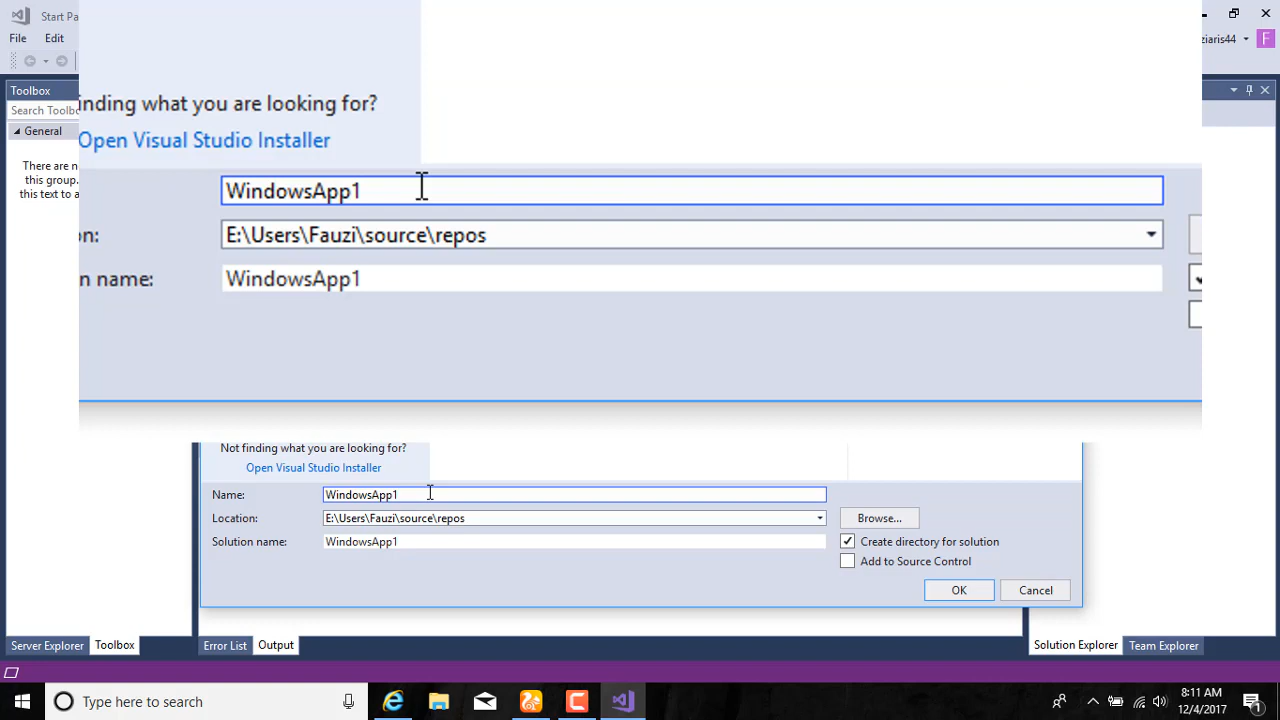 Start Pa
ziaris44
F
File Edit
Toolbox
Search Toolbo
General
There are n
this group.
this text to a
inding what you are looking for?
Open Visual Studio Installer
WindowsApp1
on: E:\Users\Fauzi\source\repos
n name: WindowsApp1
Not finding what you are looking for?
Open Visual Studio Installer
Name: WindowsApp1
Location: E:\Users\Fauzi\source\repos Browse...
Solution name: WindowsApp1 Create directory for solution
Add to Source Control
OK Cancel
Server Explorer Toolbox Error List Output Solution Explorer Team Explorer
Type here to search
8:11 AM
12/4/2017
1